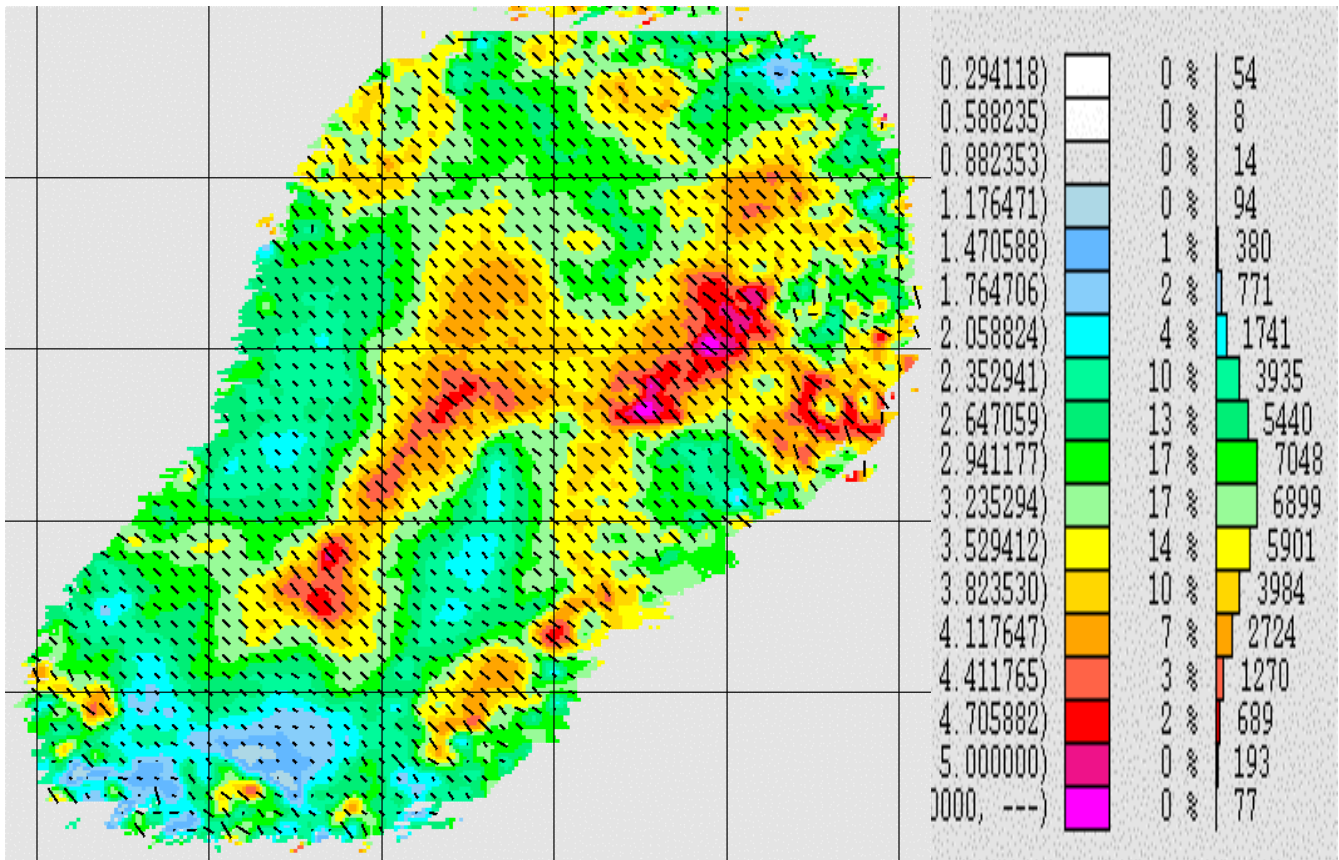 0.294118) 0 % 54
0.588235) 0 % 8
0.882353) 0 % 14
1.176471) 0 % 94
1.470588) 1 % 380
1.764706) 2 % 771
2.058824) 4 % 1741
2.352941) 10 % 3935
2.647059) 13 % 5440
2.941177) 17 % 7048
3.235294) 17 % 6899
3.529412) 14 % 5901
3.823530) 10 % 3984
4.117647) 7 % 2724
4.411765) 3 % 1270
4.705882) 2 % 689
5.000000) 0 % 193
0000, ---) 0 % 77